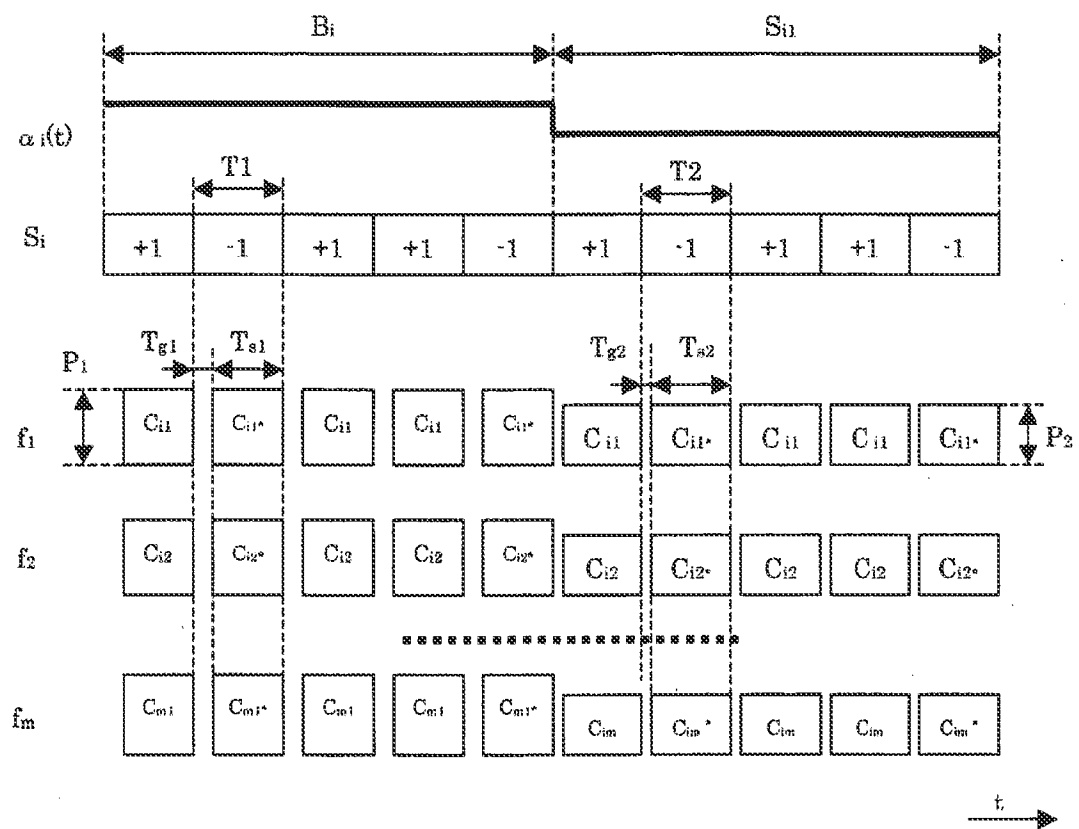 Bi Si1
α i(t)
T1 T2
Si +1 -1 +1 +1 -1 +1 -1 +1 +1 -1
P1 Tg1 Ts1 Tg2 Ts2
f1 Ci1 Ci1* Ci1 Ci1 Ci1* Ci1 Ci1* Ci1 Ci1 Ci1* P2
f2 Ci2 Ci2* Ci2 Ci2 Ci2* Ci2 Ci2* Ci2 Ci2 Ci2*
fm Cm1 Cm1* Cm1 Cm1 Cm1* Cim Cim* Cim Cim Cim*
t